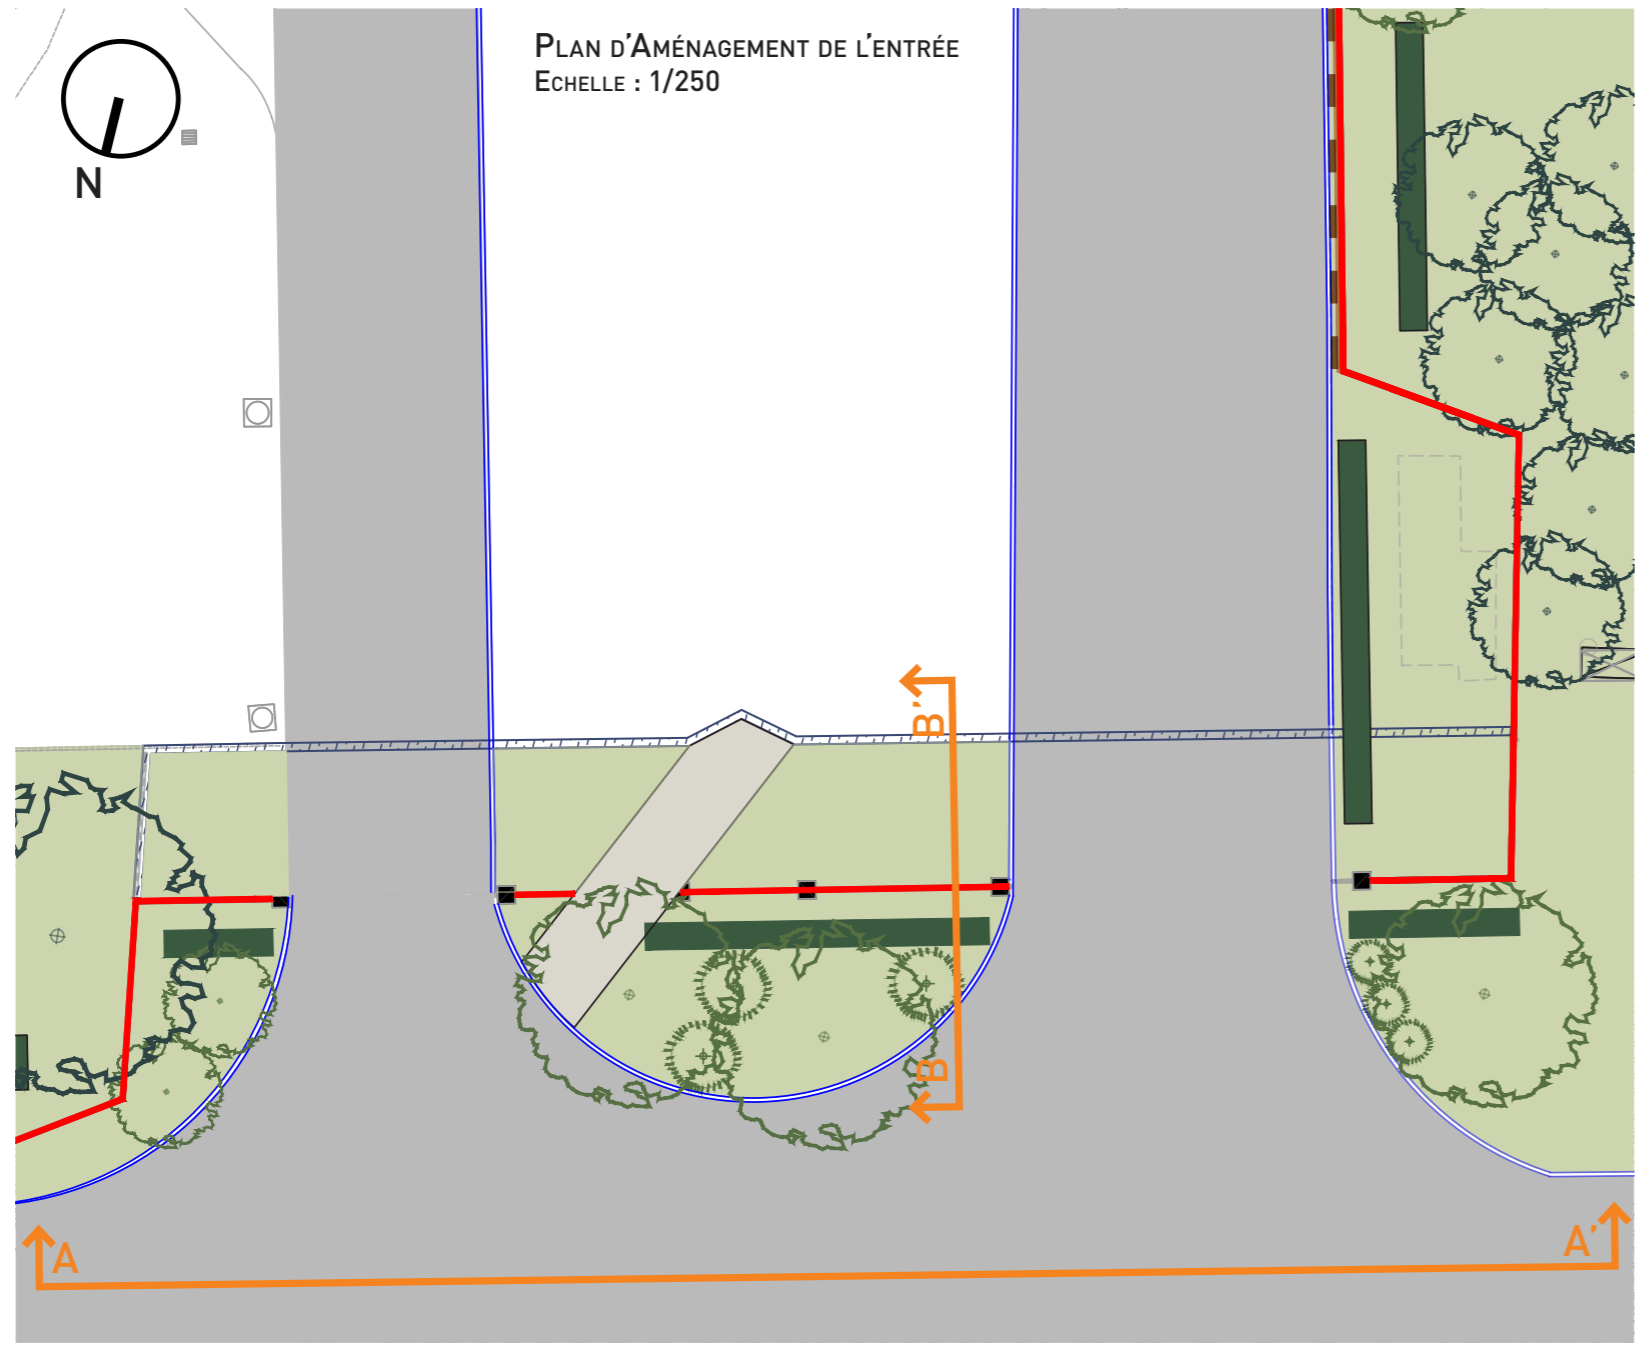 Plan d'Aménagement de l'entrée
Echelle : 1/250
N
B'
B
A
A'